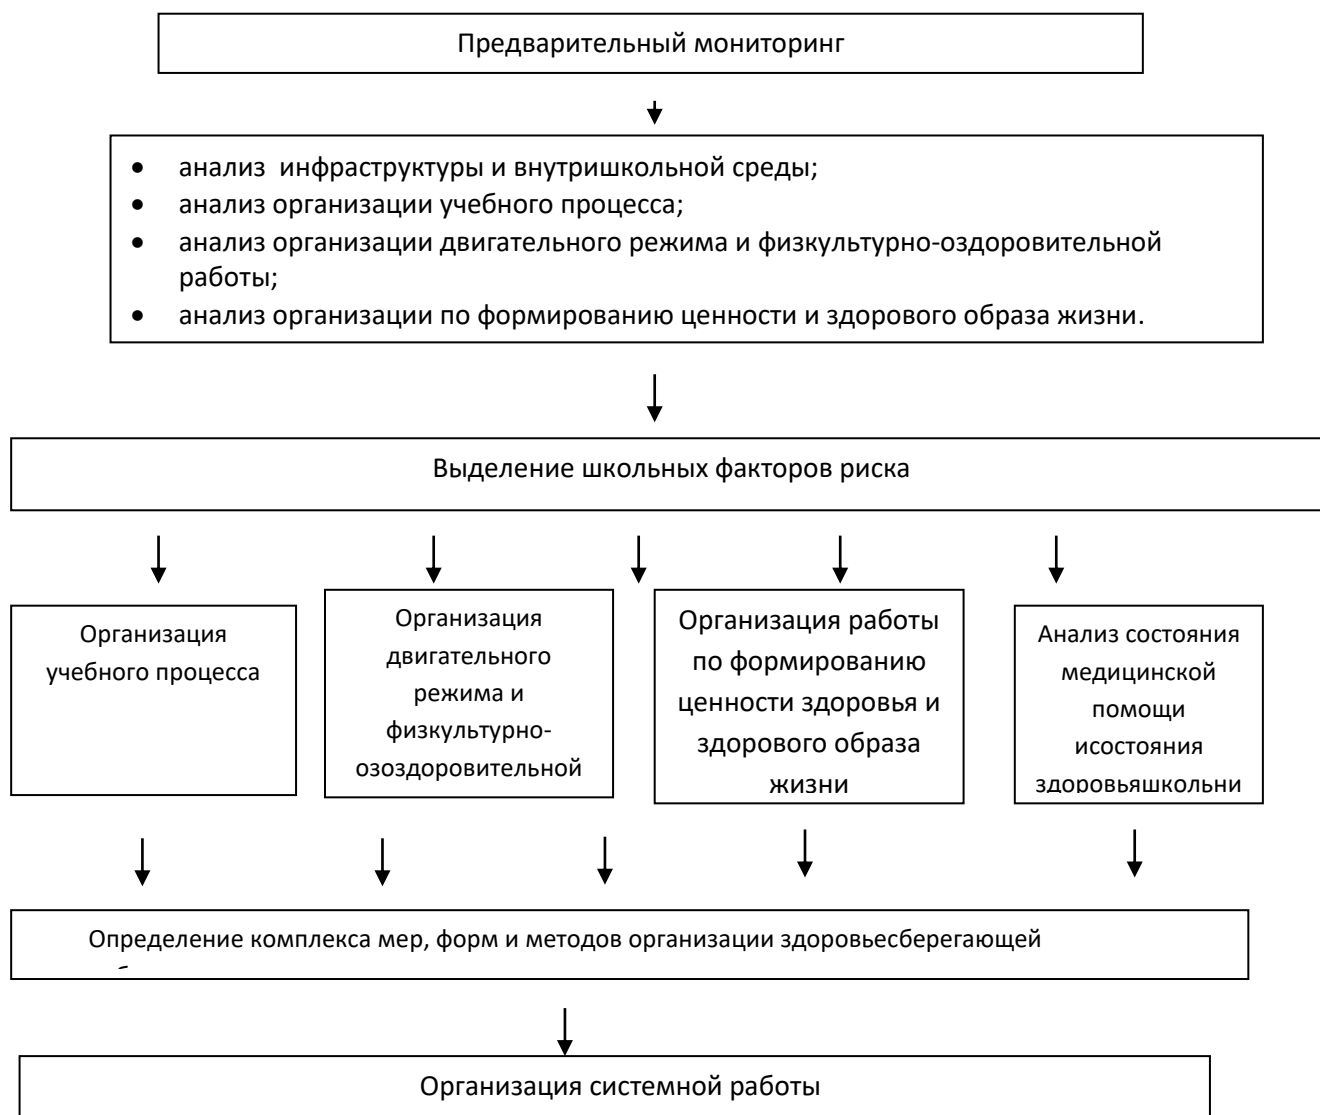 Предварительный мониторинг
• анализ инфраструктуры и внутришкольной среды;
• анализ организации учебного процесса;
• анализ организации двигательного режима и физкультурно-оздоровительной
работы;
• анализ организации по формированию ценности и здорового образа жизни.
Выделение школьных факторов риска
Организация
учебного процесса
Организация
двигательного
режима и
физкультурно-
озоздоровительной
Организация работы
по формированию
ценности здоровья и
здорового образа
жизни
Анализ состояния
медицинской
помощи
исостояния
здоровьяшкольни
Определение комплекса мер, форм и методов организации здоровьесберегающей
Организация системной работы